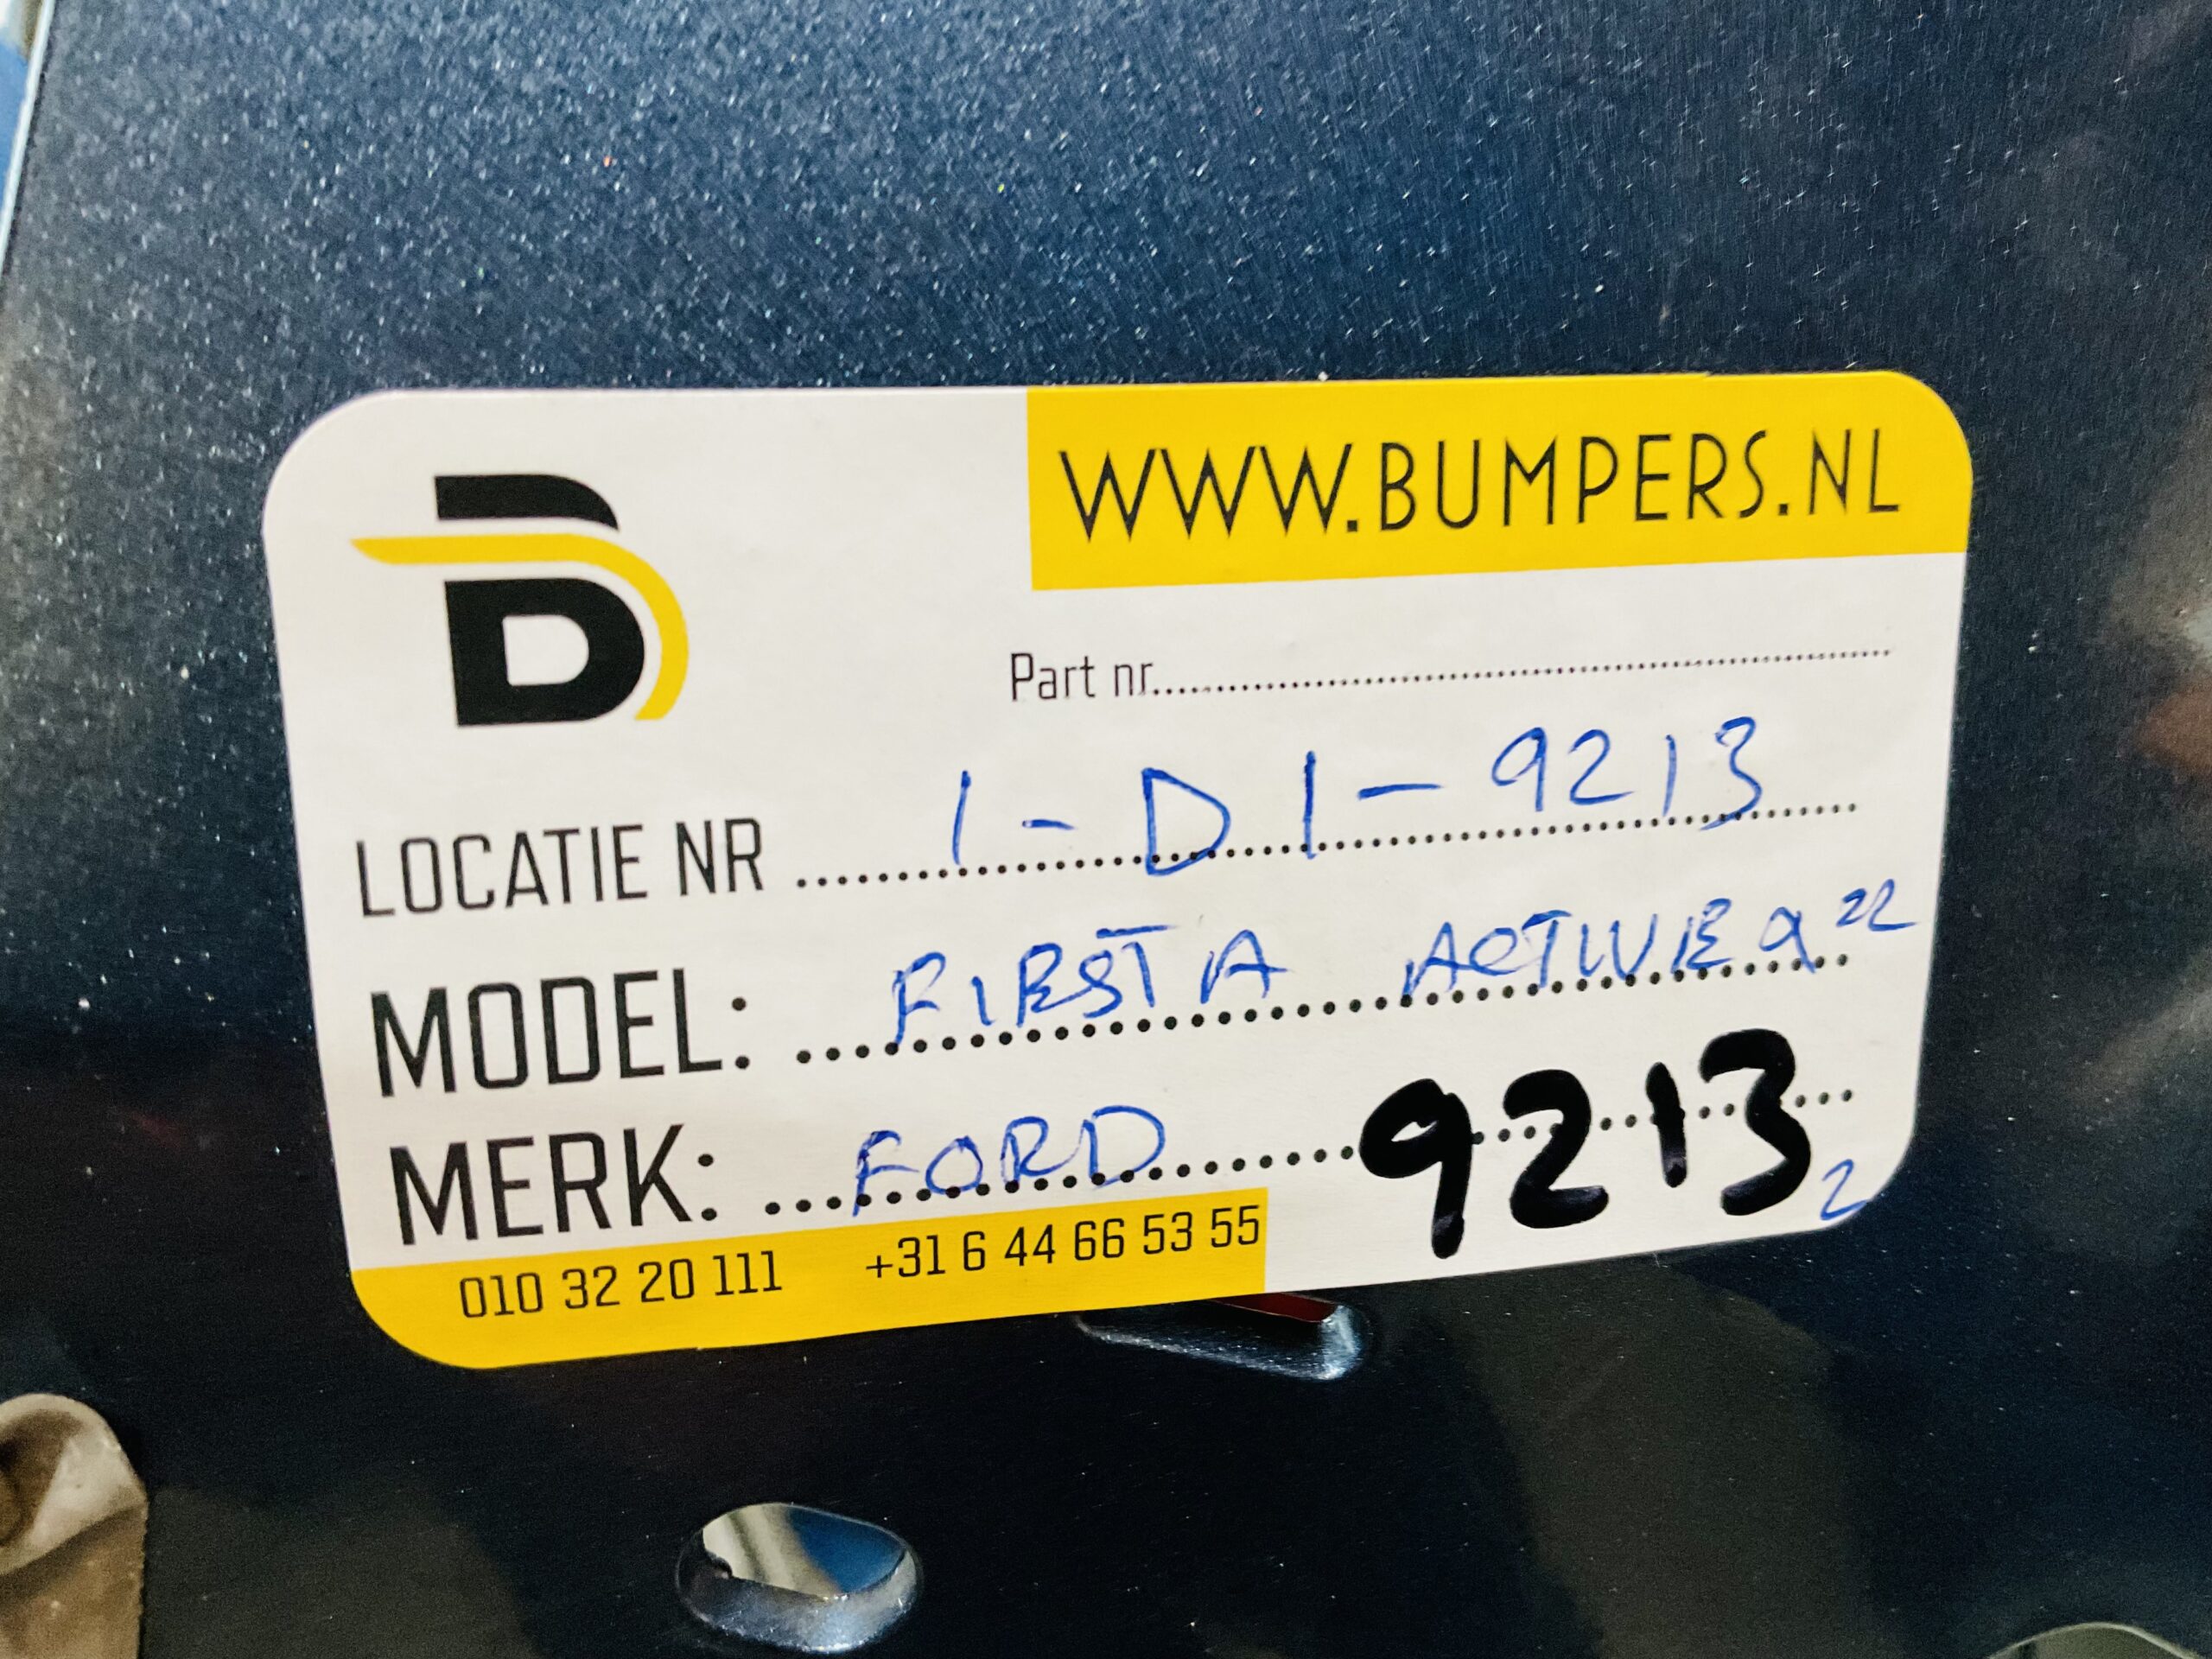 WWW.BUMPERS.NL
Part nr
LOCATIE NR 1-D1-9213
MODEL: FIESTA ACTIVE a22
MERK: FORD 9213
2
010 32 20 111 +31 6 44 66 53 55